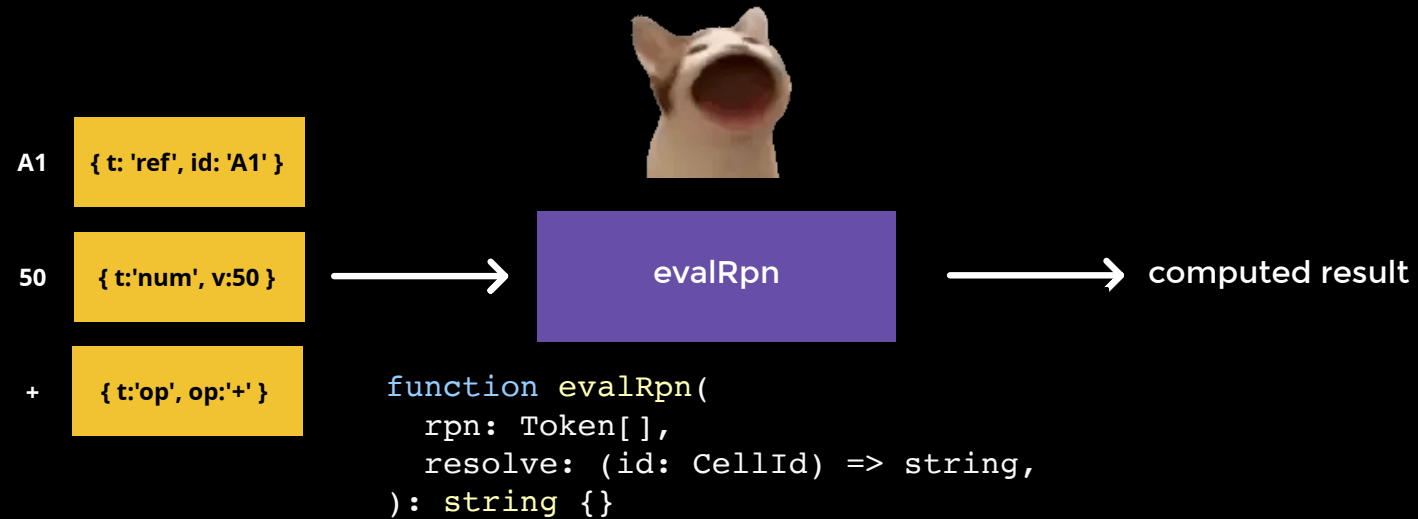 A1 { t: 'ref', id: 'A1' }
50 { t:'num', v:50 }
+ { t:'op', op:'+' }
evalRpn
computed result
function evalRpn(
  rpn: Token[],
  resolve: (id: CellId) => string,
): string {}